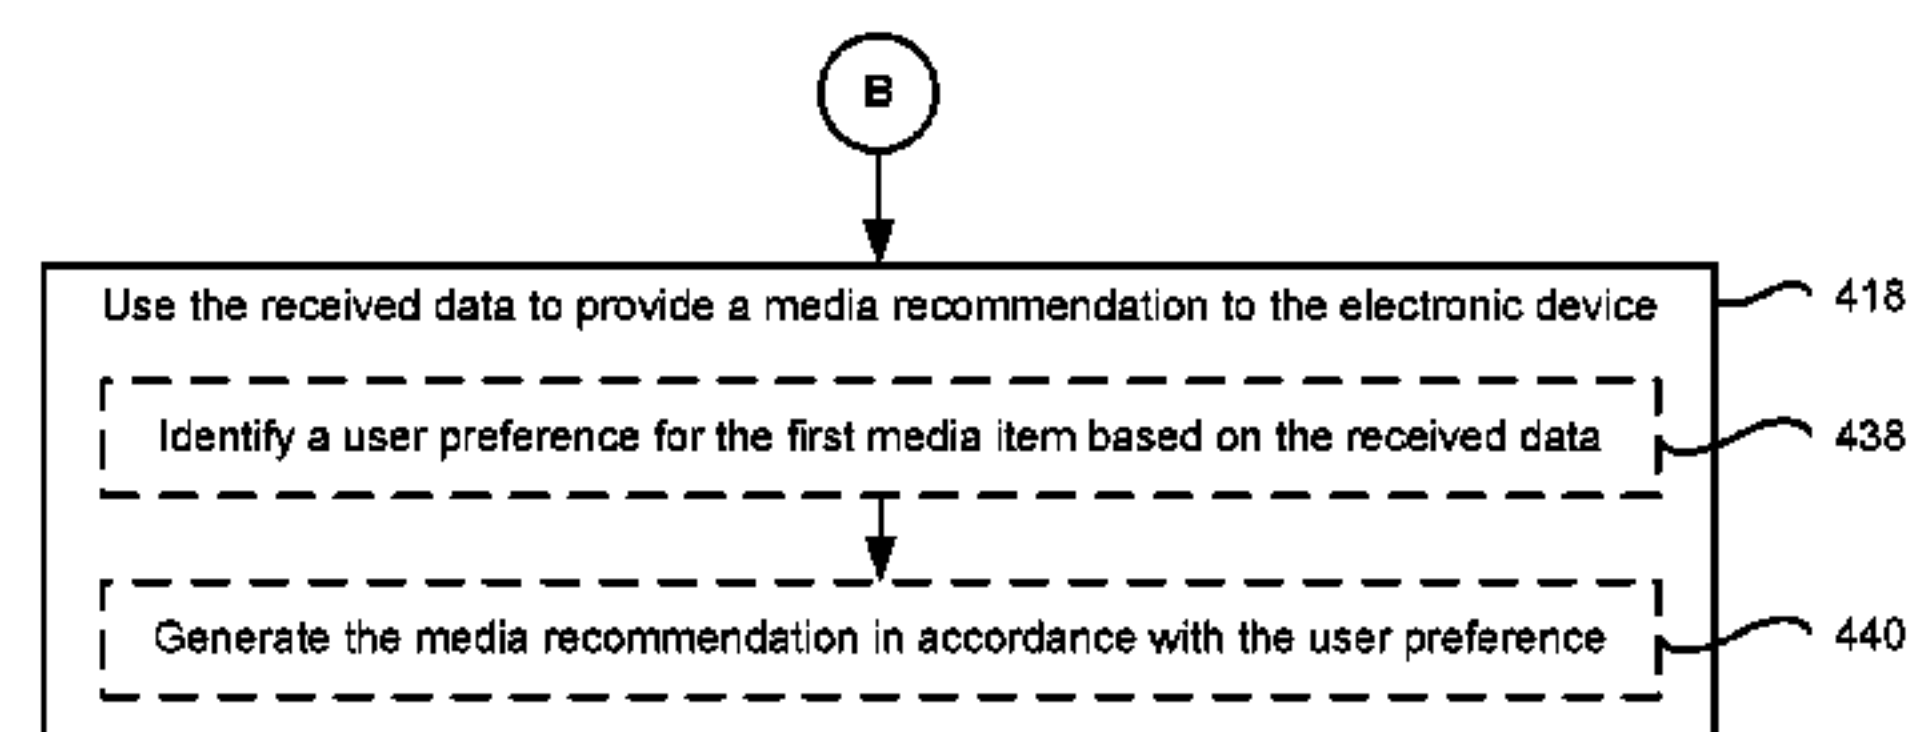 B
Use the received data to provide a media recommendation to the electronic device
418
Identify a user preference for the first media item based on the received data
438
Generate the media recommendation in accordance with the user preference
440